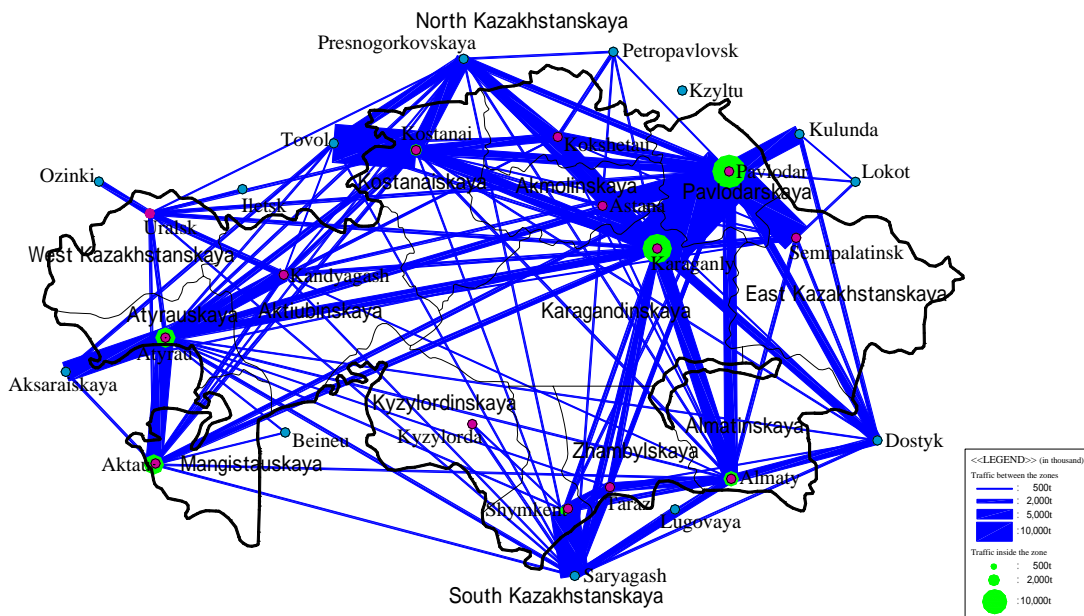 North Kazakhstanskaya
Presnogorkovskaya
Petropavlovsk
Kzyltu
Kulunda
Tovol
Kostanai
Kokshetau
Pavlodar
Lokot
Ozinki
Kostanaiskaya
Akmolinskaya
Pavlodarskaya
Iletsk
Astana
Uralsk
West Kazakhstanskaya
Semipalatinsk
Karaganly
Kandyagash
East Kazakhstanskaya
Atyrauskaya
Aktiubinskaya
Karagandinskaya
Atyrau
Aksaraiskaya
Kyzylordinskaya
Almatinskaya
Kyzylorda
Beineu
Dostyk
Zhambylskaya
Aktau
Mangistauskaya
Almaty
Taraz
Shymkent
Lugovaya
Saryagash
South Kazakhstanskaya
<<LEGEND>> (in thousand)
Traffic between the zones
: 500t
: 2,000t
: 5,000t
: 10,000t
Traffic inside the zone
: 500t
: 2,000t
: 10,000t